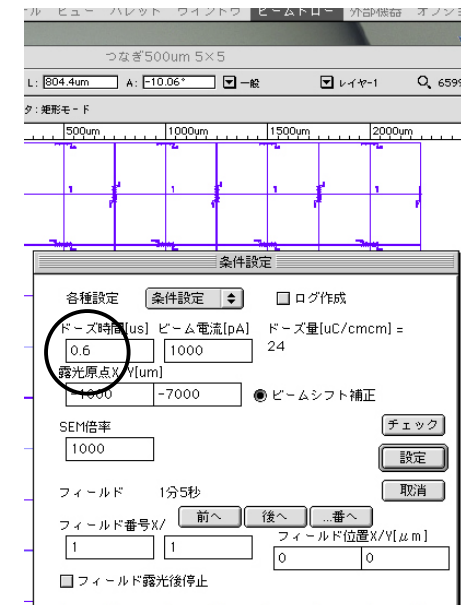 ル ビュー パレット ウインドウ ビームドロー 外部機器 オプション
つなぎ500um 5×5
L: 804.4um A: -10.06° 一般 レイヤ-1 6599
タ:矩形モード
500um 1000um 1500um 2000um
1 1 1 1
条件設定
各種設定 条件設定 ログ作成
ドーズ時間[us] ビーム電流[pA] ドーズ量[uC/cmcm] =
0.6 1000 24
露光原点X/Y[um]
-1000 -7000 ビームシフト補正
SEM倍率 チェック
1000 設定
フィールド 1分5秒 取消
フィールド番号X/ 前へ 後へ ...番へ
フィールド位置X/Y[μm]
1 1 0 0
フィールド露光後停止